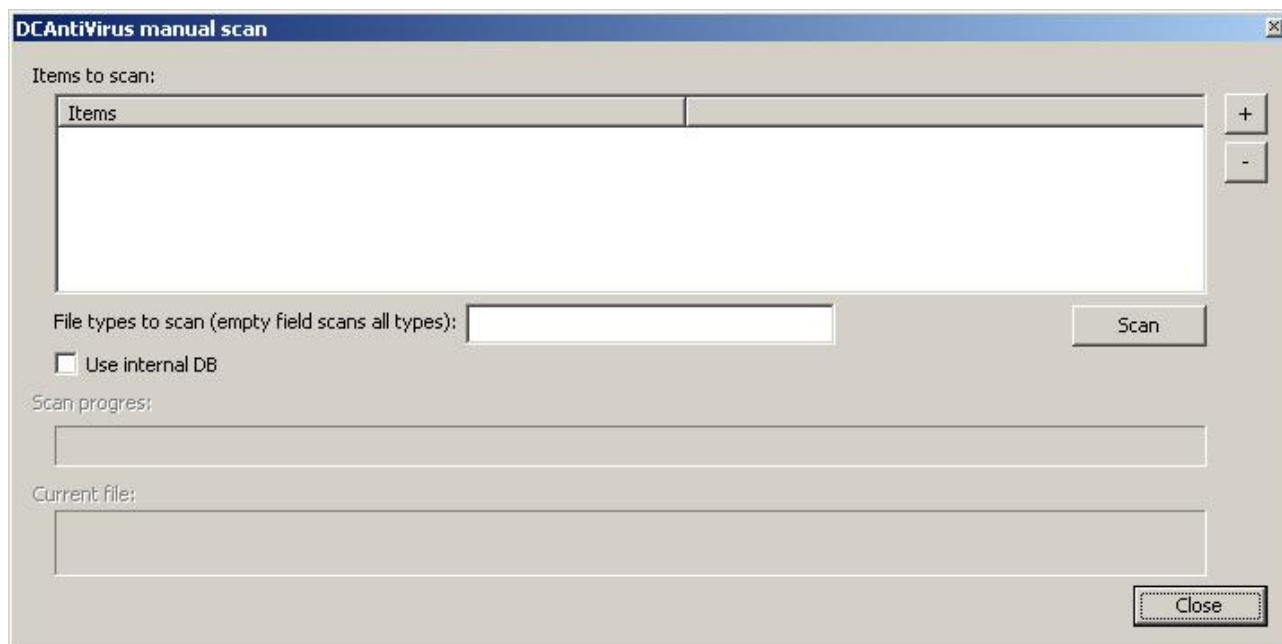 DCAntiVirus manual scan
Items to scan:
Items
+
-
File types to scan (empty field scans all types):
Scan
Use internal DB
Scan progres:
Current file:
Close